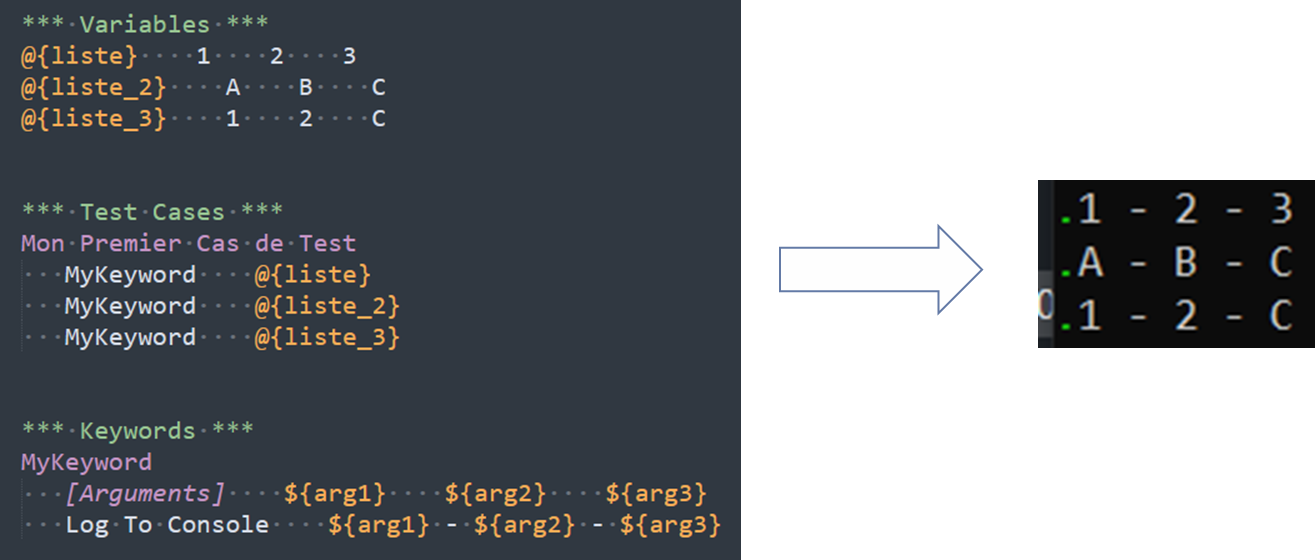 *** Variables ***
@{liste}    1    2    3
@{liste_2}    A    B    C
@{liste_3}    1    2    C
*** Test Cases ***
Mon Premier Cas de Test
   MyKeyword    @{liste}
   MyKeyword    @{liste_2}
   MyKeyword    @{liste_3}
*** Keywords ***
MyKeyword
   [Arguments]    ${arg1}    ${arg2}    ${arg3}
   Log To Console    ${arg1} - ${arg2} - ${arg3}
.1 - 2 - 3
.A - B - C
.1 - 2 - C